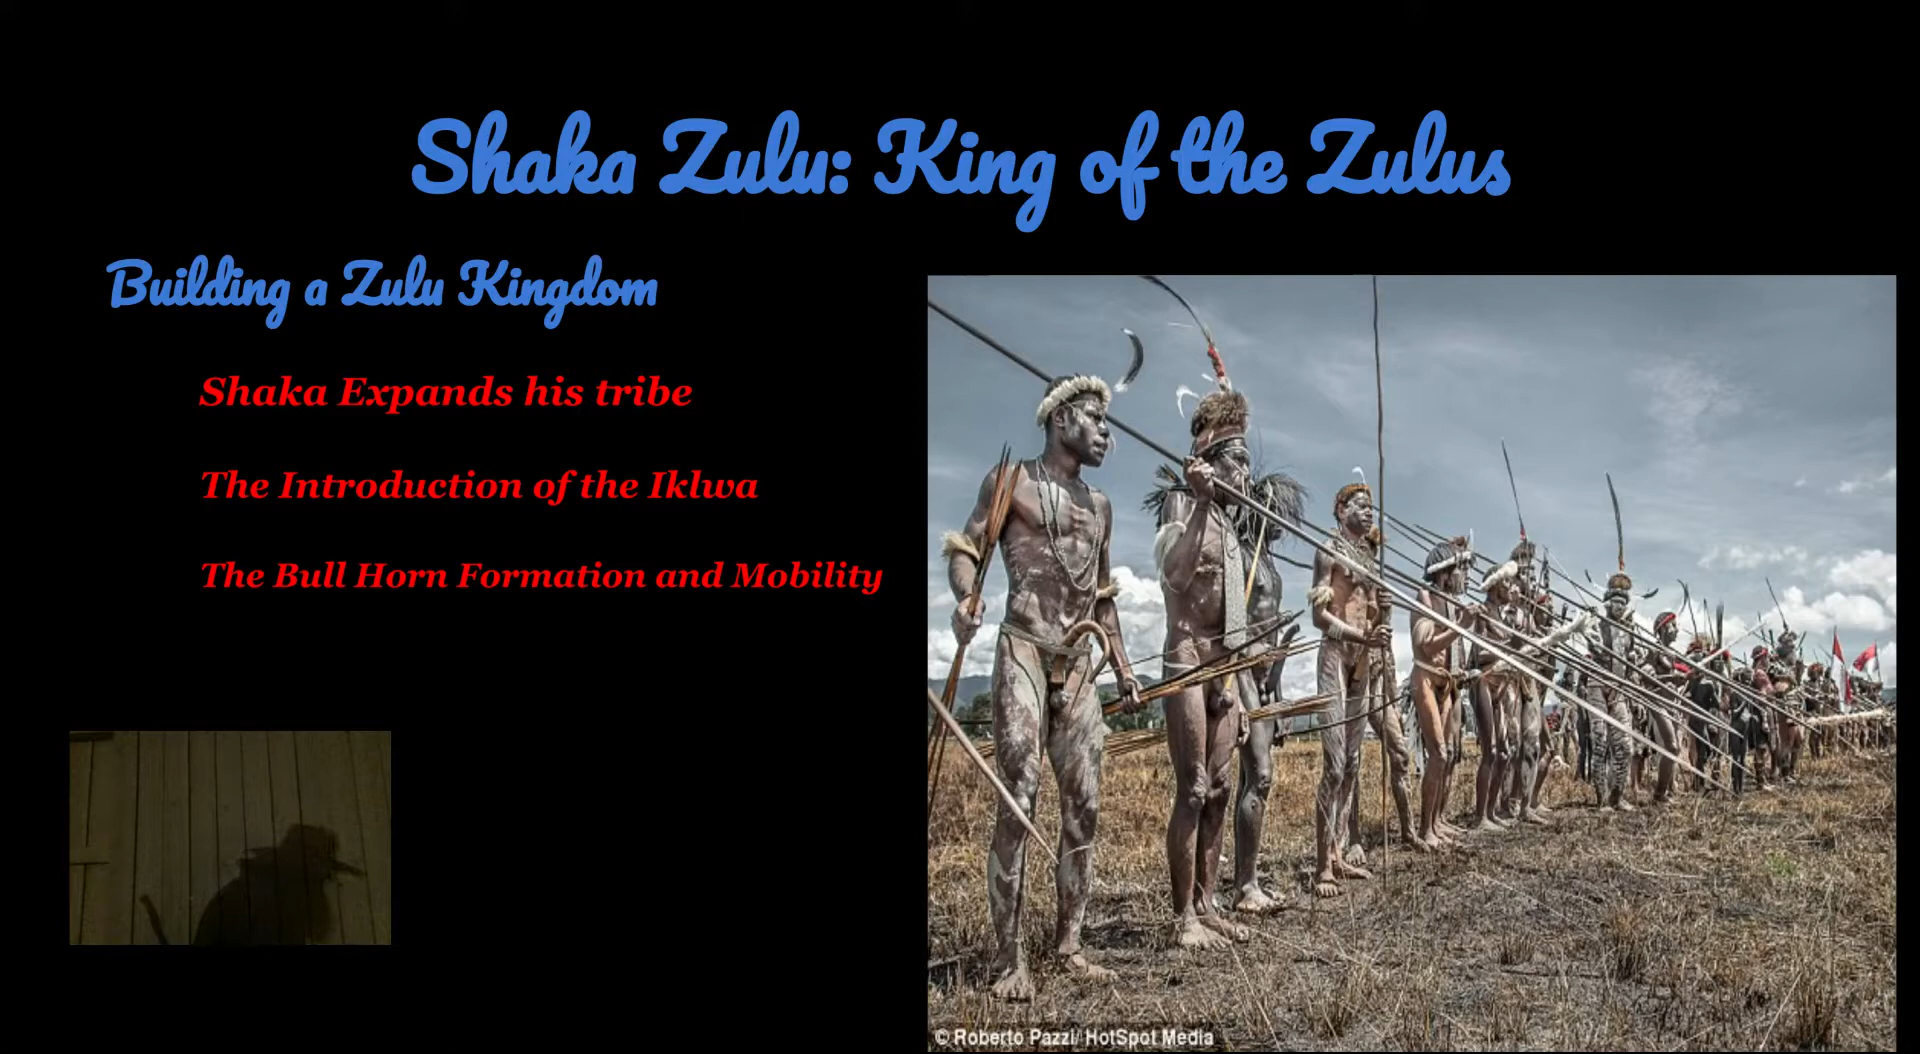 Shaka Zulu: King of the Zulus
Building a Zulu Kingdom
Shaka Expands his tribe
The Introduction of the Iklwa
The Bull Horn Formation and Mobility
© Roberto Pazzi/ HotSpot Media